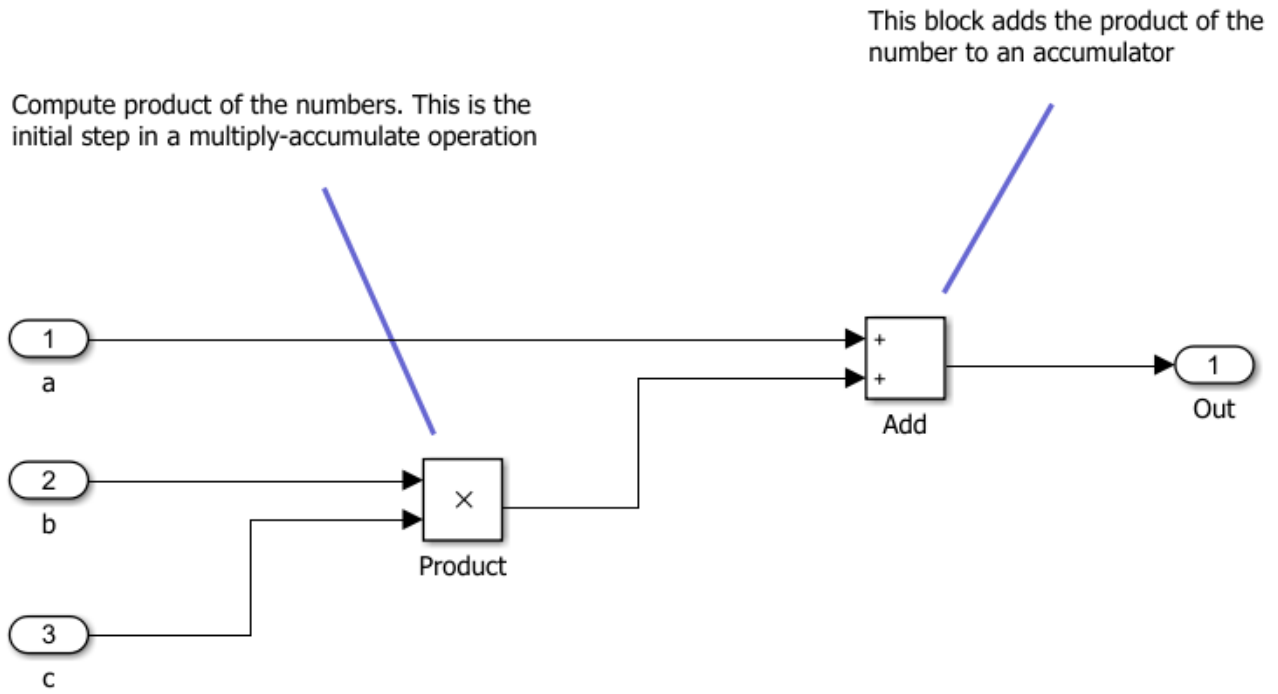 This block adds the product of the
number to an accumulator
Compute product of the numbers. This is the
initial step in a multiply-accumulate operation
1
a
+
+
Add
1
Out
2
b
×
Product
3
c